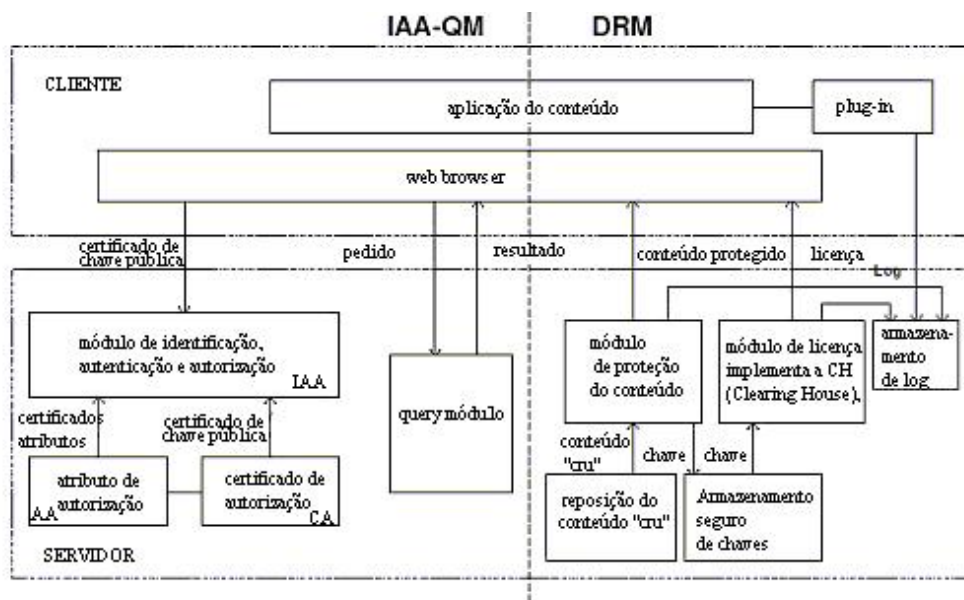 IAA-QM
DRM
CLIENTE
aplicação do conteúdo
plug-in
web browser
certificado de
chave pública
pedido
resultado
conteúdo protegido
licença
Log
módulo de identificação,
autenticação e autorização
IAA
query módulo
módulo
de proteção
do conteúdo
módulo de licença
implementa a CH
(Clearing House),
armazena-
mento
de log
certificados
atributos
certificado de
chave pública
conteúdo
"cru"
chave
chave
atributo de
autorização
AA
certificado de
autorização
CA
reposição do
conteúdo "cru"
Armazenamento
seguro
de chaves
SERVIDOR